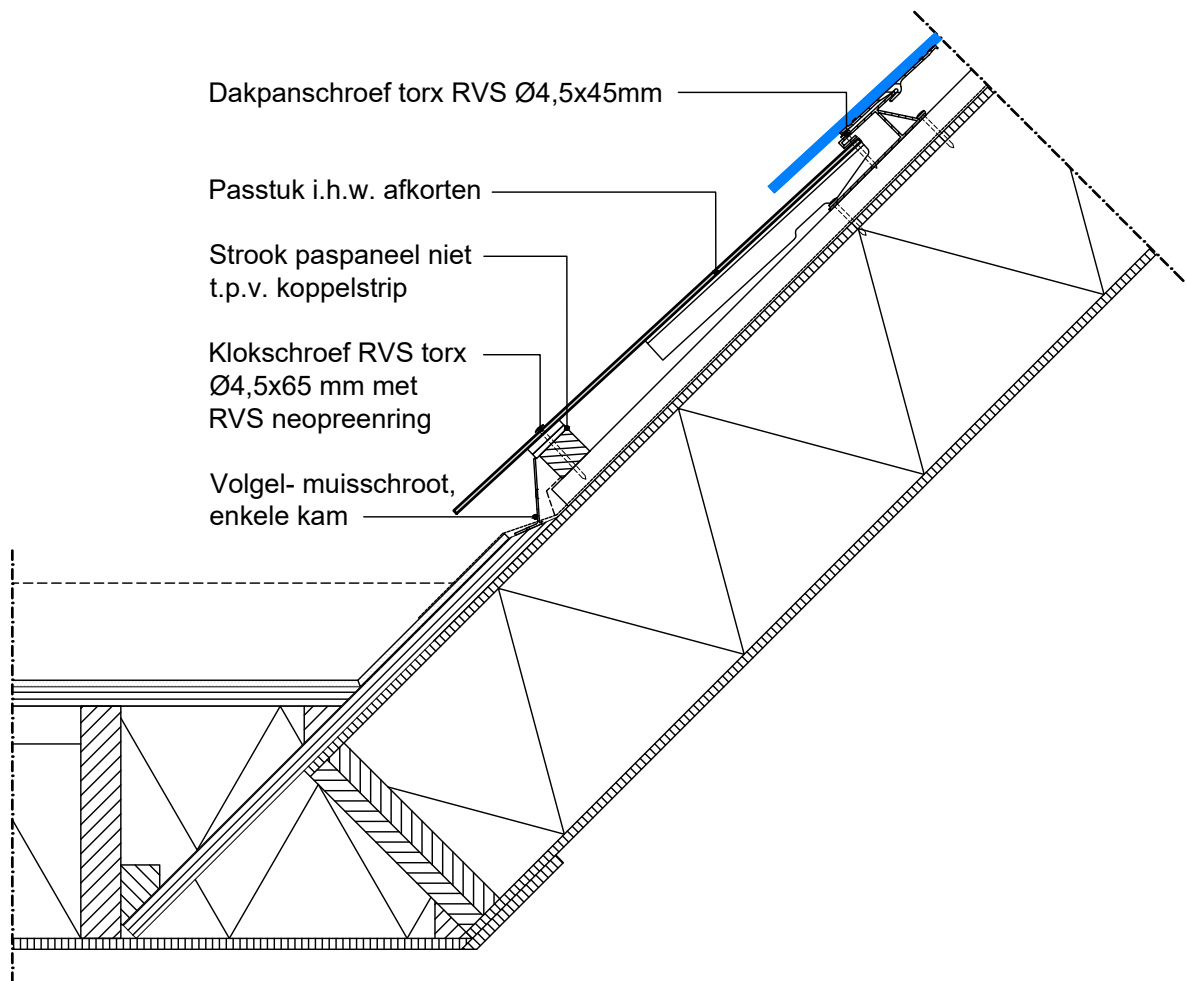 Dakpanschroef torx RVS Ø4,5x45mm
Passtuk i.h.w. afkorten
Strook paspaneel niet
t.p.v. koppelstrip
Klokschroef RVS torx
Ø4,5x65 mm met
RVS neopreenring
Volgel- muisschroot,
enkele kam